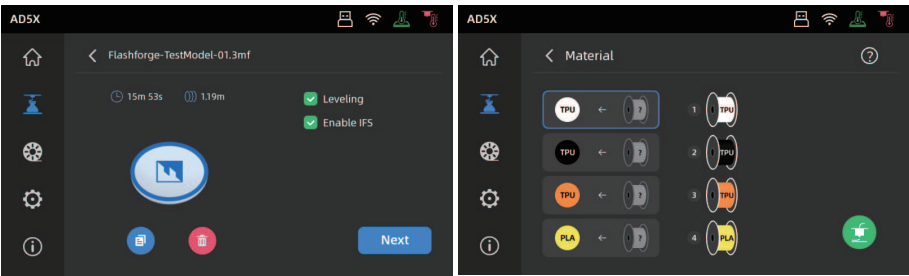 AD5X
Flashforge-TestModel-01.3mf
15m 53s 1.19m
Leveling
Enable IFS
Next
AD5X
Material
?
TPU ← ? 1 TPU
TPU ← ? 2 TPU
TPU ← ? 3 TPU
PLA ← ? 4 PLA